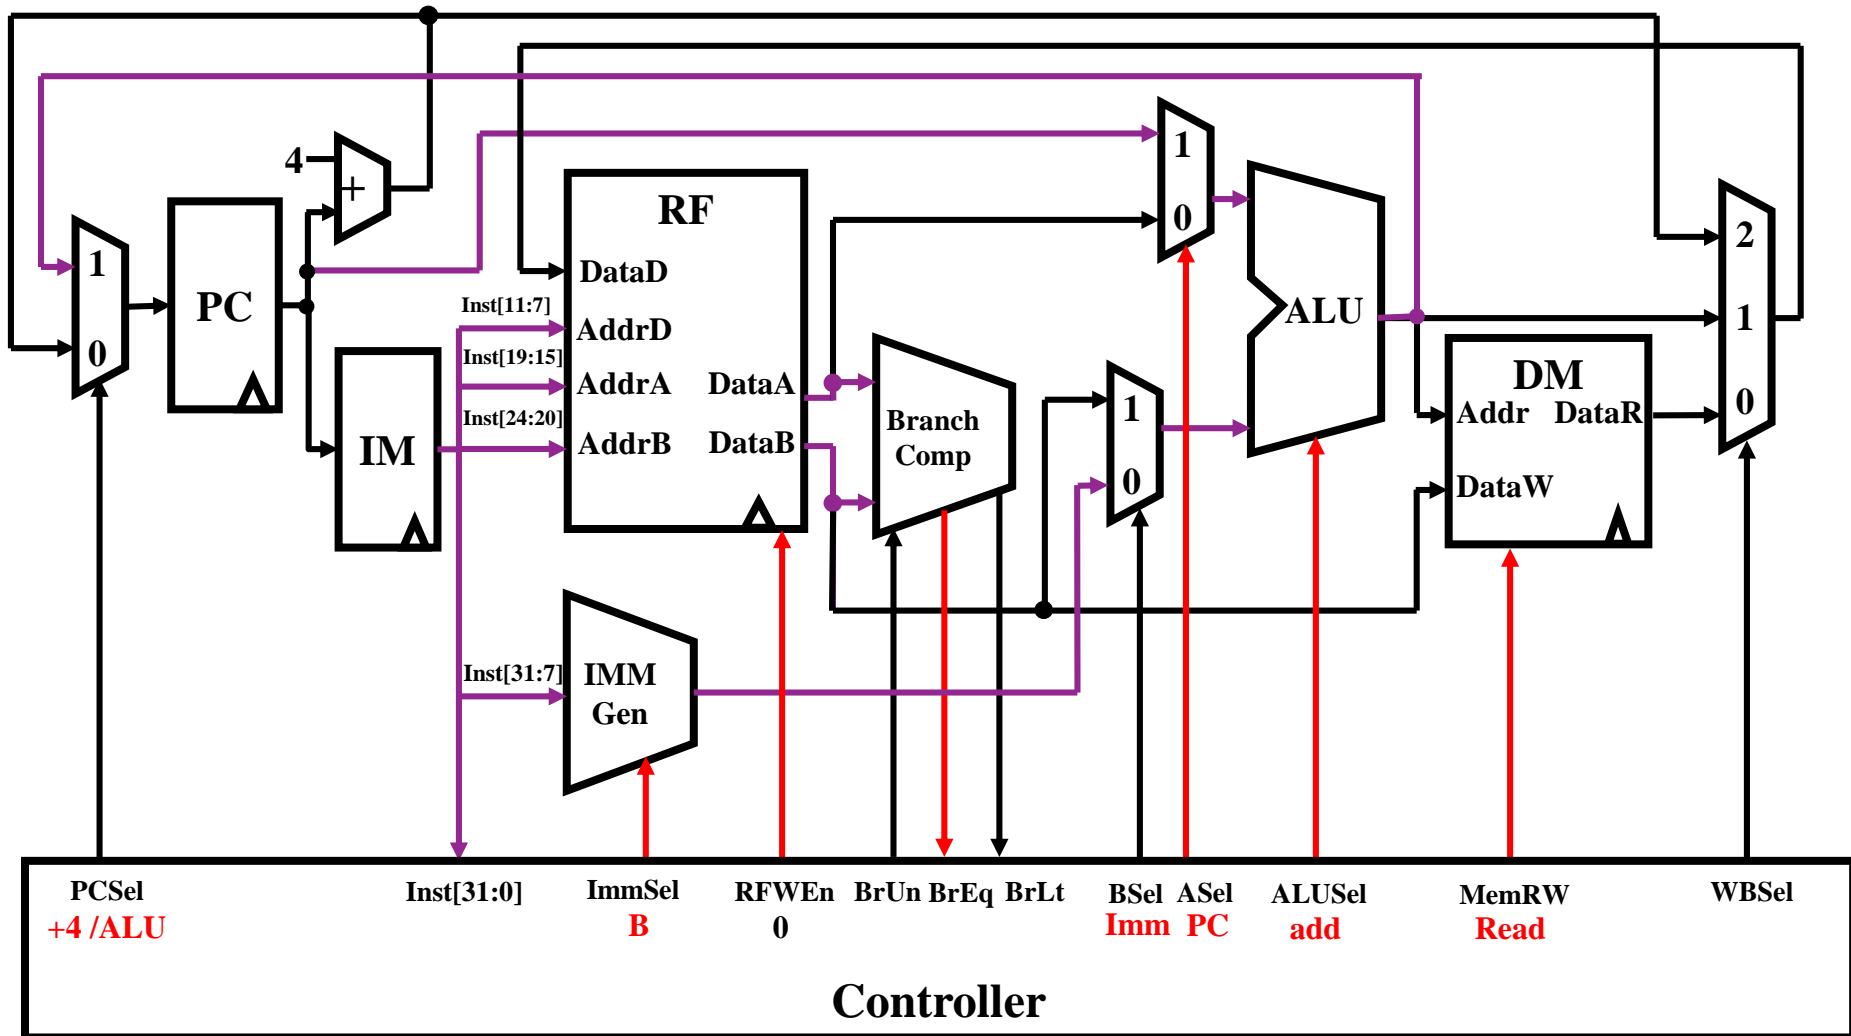 4
+
1
0
PC
IM
RF
DataD
Inst[11:7]
AddrD
Inst[19:15]
AddrA
DataA
Inst[24:20]
AddrB
DataB
Branch
Comp
1
0
1
0
ALU
DM
Addr DataR
DataW
2
1
0
Inst[31:7]
IMM
Gen
PCSel Inst[31:0] ImmSel RFWEn BrUn BrEq BrLt BSel ASel ALUSel MemRW WBSel
+4 /ALU B 0 Imm PC add Read
Controller